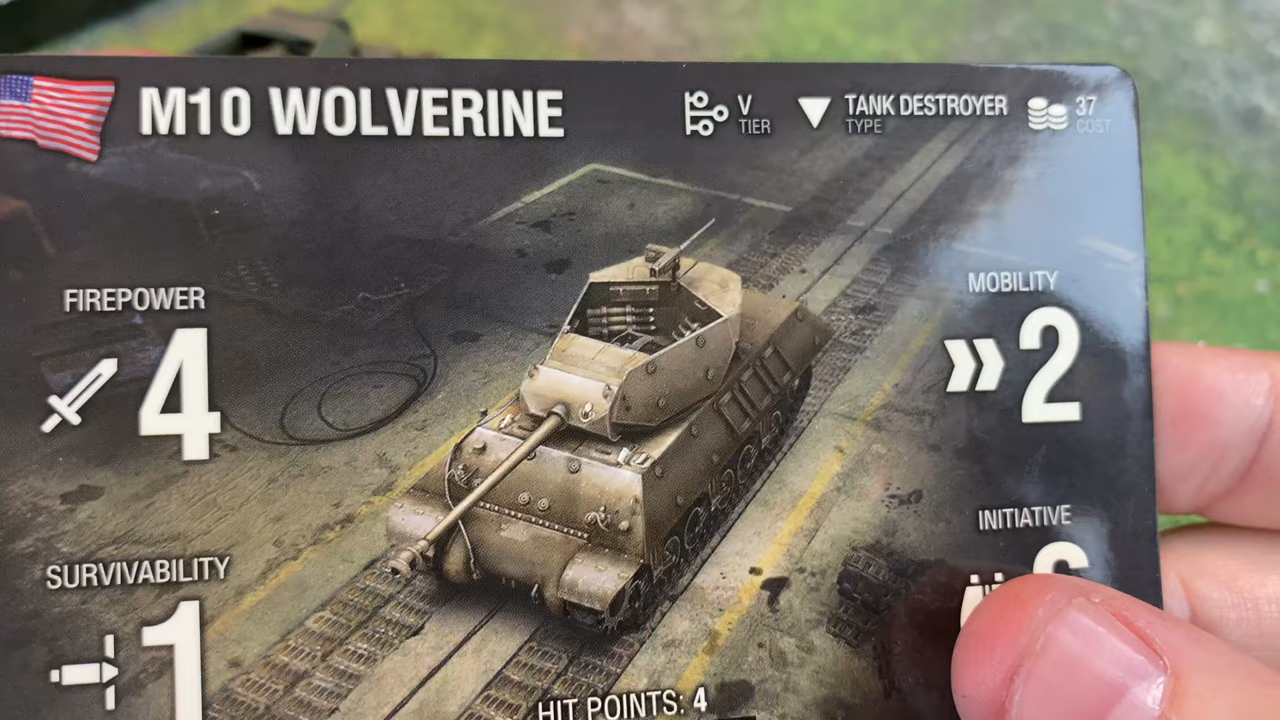 M10 WOLVERINE
V
TIER
TANK DESTROYER
TYPE
37
COST
FIREPOWER
4
MOBILITY
2
INITIATIVE
SURVIVABILITY
1
HIT POINTS: 4